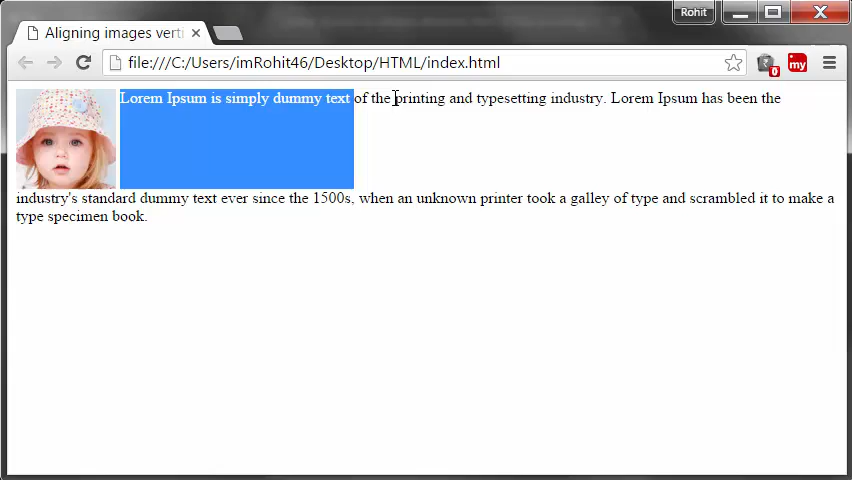 Rohit
Aligning images verti
file:///C:/Users/imRohit46/Desktop/HTML/index.html
0
my
Lorem Ipsum is simply dummy text of the printing and typesetting industry. Lorem Ipsum has been the
industry's standard dummy text ever since the 1500s, when an unknown printer took a galley of type and scrambled it to make a
type specimen book.